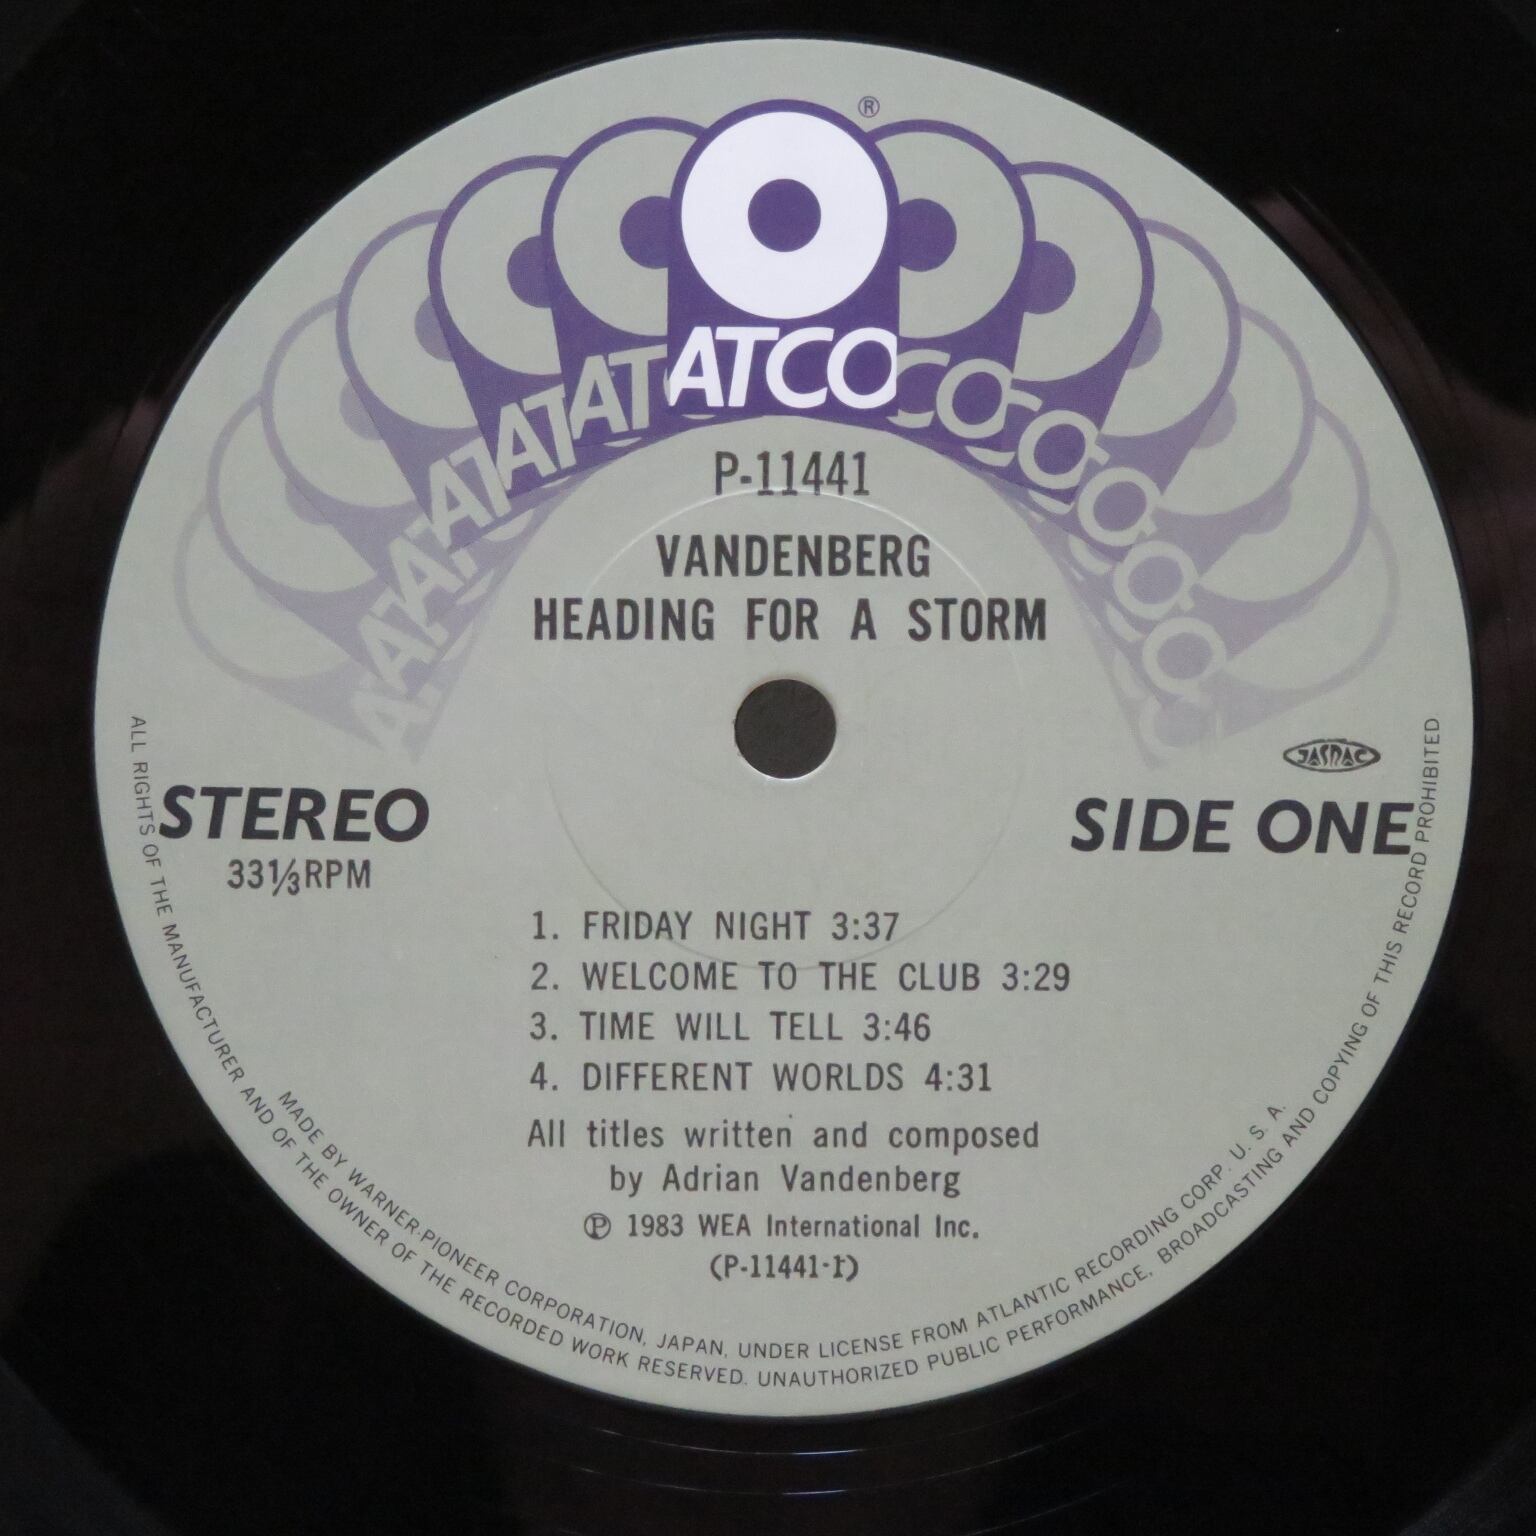 ®
ATCO
P-11441
VANDENBERG
HEADING FOR A STORM
JASRAC
STEREO
SIDE ONE
33⅓RPM
1. FRIDAY NIGHT 3:37
2. WELCOME TO THE CLUB 3:29
3. TIME WILL TELL 3:46
4. DIFFERENT WORLDS 4:31
All titles written and composed
by Adrian Vandenberg
℗ 1983 WEA International Inc.
(P-11441-1)
MADE BY WARNER-PIONEER CORPORATION, JAPAN, UNDER LICENSE FROM ATLANTIC RECORDING CORP. U. S. A.
ALL RIGHTS OF THE MANUFACTURER AND OF THE OWNER OF THE RECORDED WORK RESERVED. UNAUTHORIZED PUBLIC PERFORMANCE, BROADCASTING AND COPYING OF THIS RECORD PROHIBITED